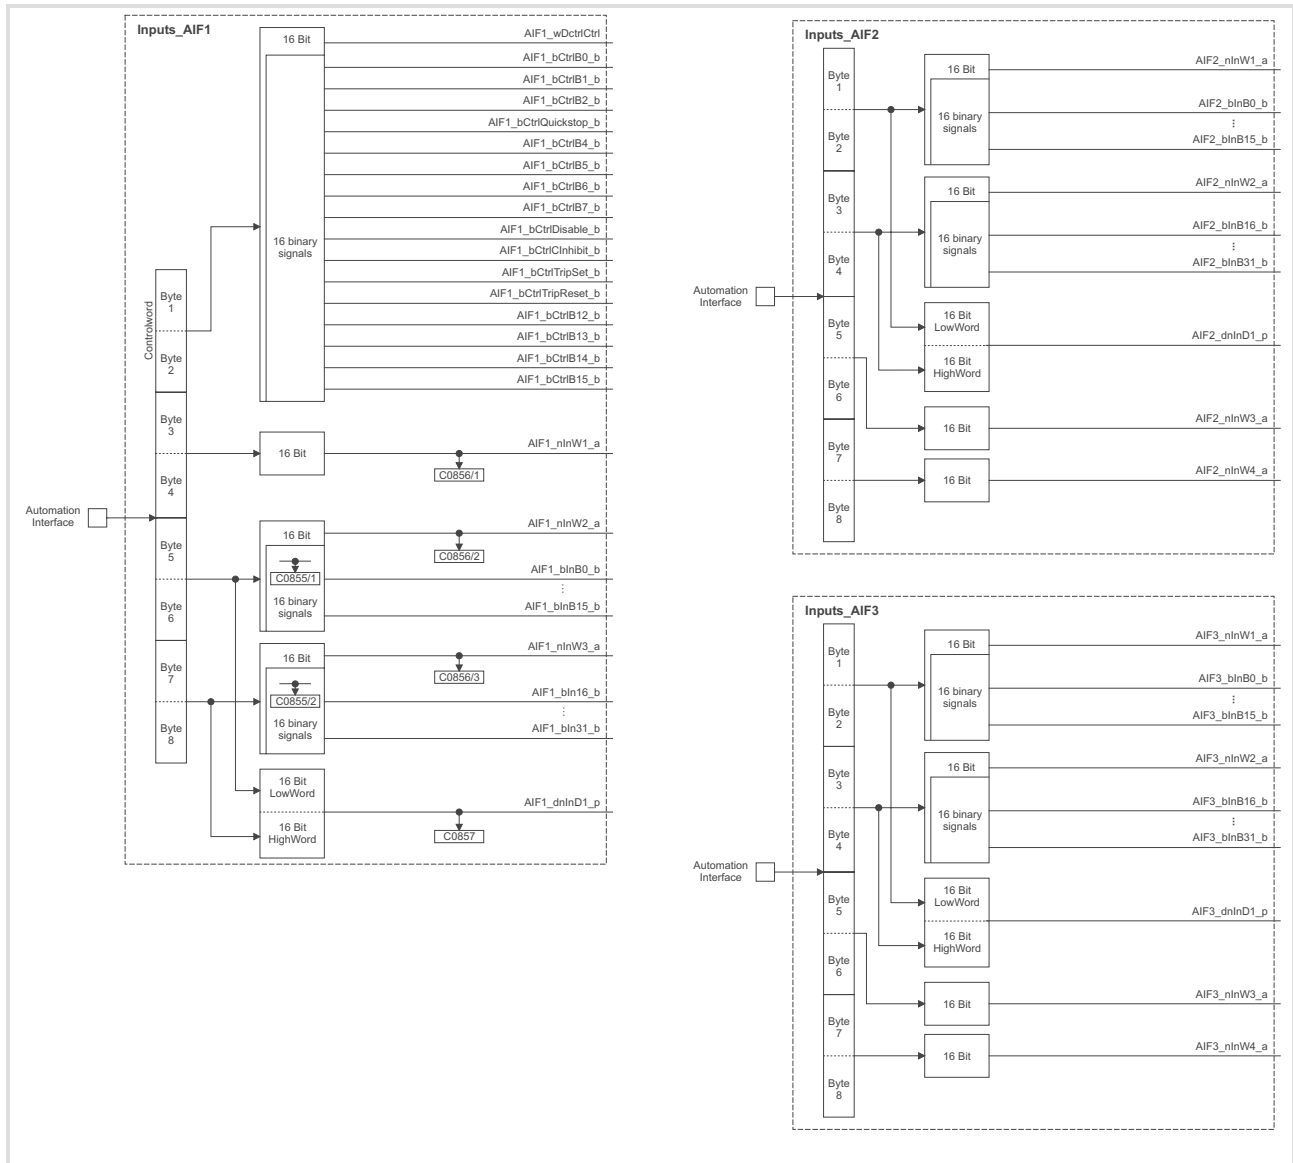 Inputs_AIF1
16 Bit
AIF1_wDctrlCtrl
AIF1_bCtrlB0_b
AIF1_bCtrlB1_b
AIF1_bCtrlB2_b
AIF1_bCtrlQuickstop_b
AIF1_bCtrlB4_b
AIF1_bCtrlB5_b
AIF1_bCtrlB6_b
AIF1_bCtrlB7_b
AIF1_bCtrlDisable_b
AIF1_bCtrlCInhibit_b
AIF1_bCtrlTripSet_b
AIF1_bCtrlTripReset_b
AIF1_bCtrlB12_b
AIF1_bCtrlB13_b
AIF1_bCtrlB14_b
AIF1_bCtrlB15_b
16 binary
signals
Controlword
Byte
1
Byte
2
Byte
3
Byte
4
Byte
5
Byte
6
Byte
7
Byte
8
Automation
Interface
16 Bit
AIF1_nInW1_a
C0856/1
16 Bit
AIF1_nInW2_a
C0856/2
C0855/1
16 binary
signals
AIF1_bInB0_b
⋮
AIF1_bInB15_b
16 Bit
AIF1_nInW3_a
C0856/3
C0855/2
16 binary
signals
AIF1_bIn16_b
⋮
AIF1_bIn31_b
16 Bit
LowWord
16 Bit
HighWord
AIF1_dnInD1_p
C0857
Inputs_AIF2
Byte
1
Byte
2
Byte
3
Byte
4
Byte
5
Byte
6
Byte
7
Byte
8
Automation
Interface
16 Bit
16 binary
signals
AIF2_nInW1_a
AIF2_bInB0_b
⋮
AIF2_bInB15_b
16 Bit
16 binary
signals
AIF2_nInW2_a
AIF2_bInB16_b
⋮
AIF2_bInB31_b
16 Bit
LowWord
16 Bit
HighWord
AIF2_dnInD1_p
16 Bit
AIF2_nInW3_a
16 Bit
AIF2_nInW4_a
Inputs_AIF3
Byte
1
Byte
2
Byte
3
Byte
4
Byte
5
Byte
6
Byte
7
Byte
8
Automation
Interface
16 Bit
16 binary
signals
AIF3_nInW1_a
AIF3_bInB0_b
⋮
AIF3_bInB15_b
16 Bit
16 binary
signals
AIF3_nInW2_a
AIF3_bInB16_b
⋮
AIF3_bInB31_b
16 Bit
LowWord
16 Bit
HighWord
AIF3_dnInD1_p
16 Bit
AIF3_nInW3_a
16 Bit
AIF3_nInW4_a